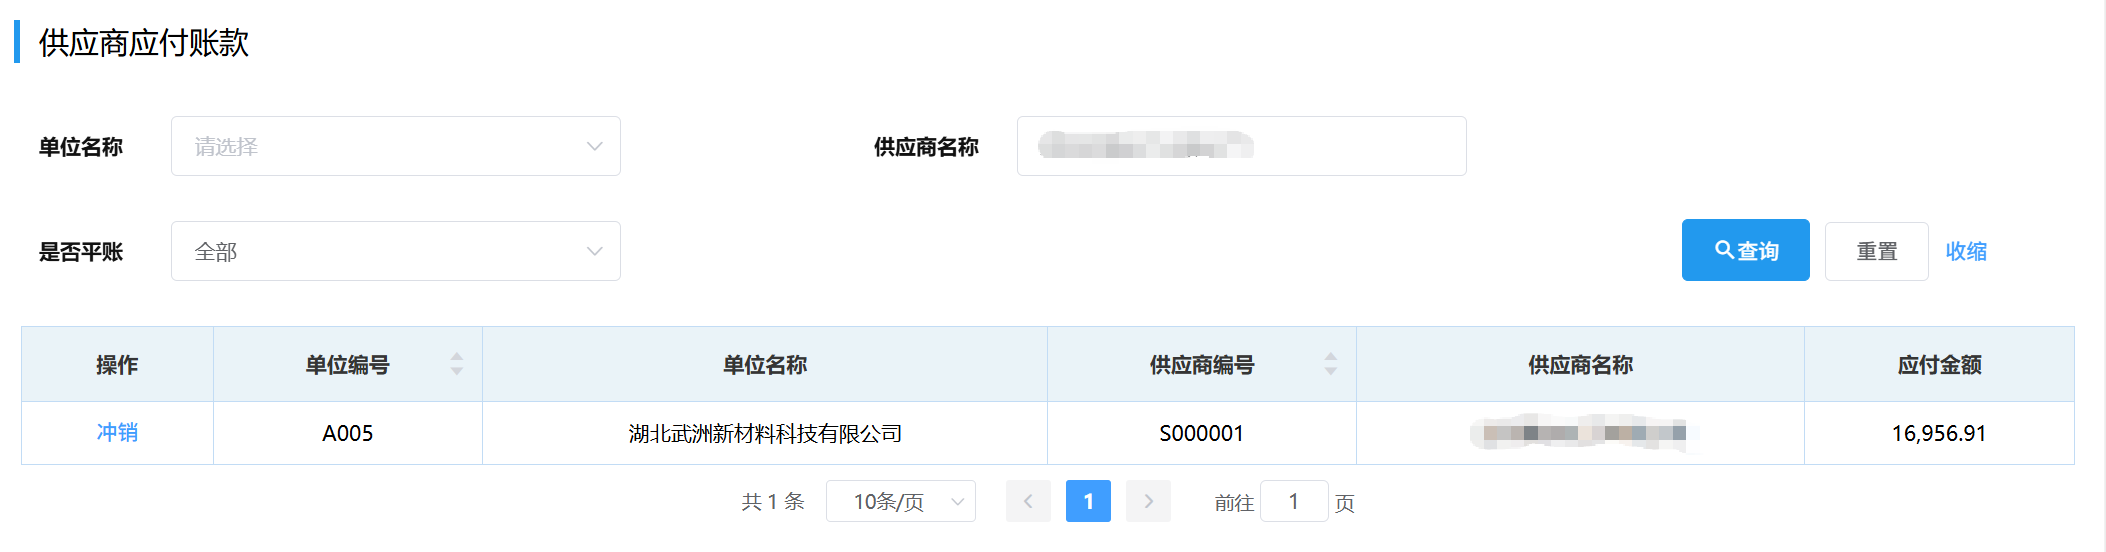 供应商应付账款
单位名称 请选择 供应商名称
是否平账 全部 查询 重置 收缩
操作 单位编号 单位名称 供应商编号 供应商名称 应付金额
冲销 A005 湖北武洲新材料科技有限公司 S000001 16,956.91
共 1 条 10条/页 1 前往 1 页